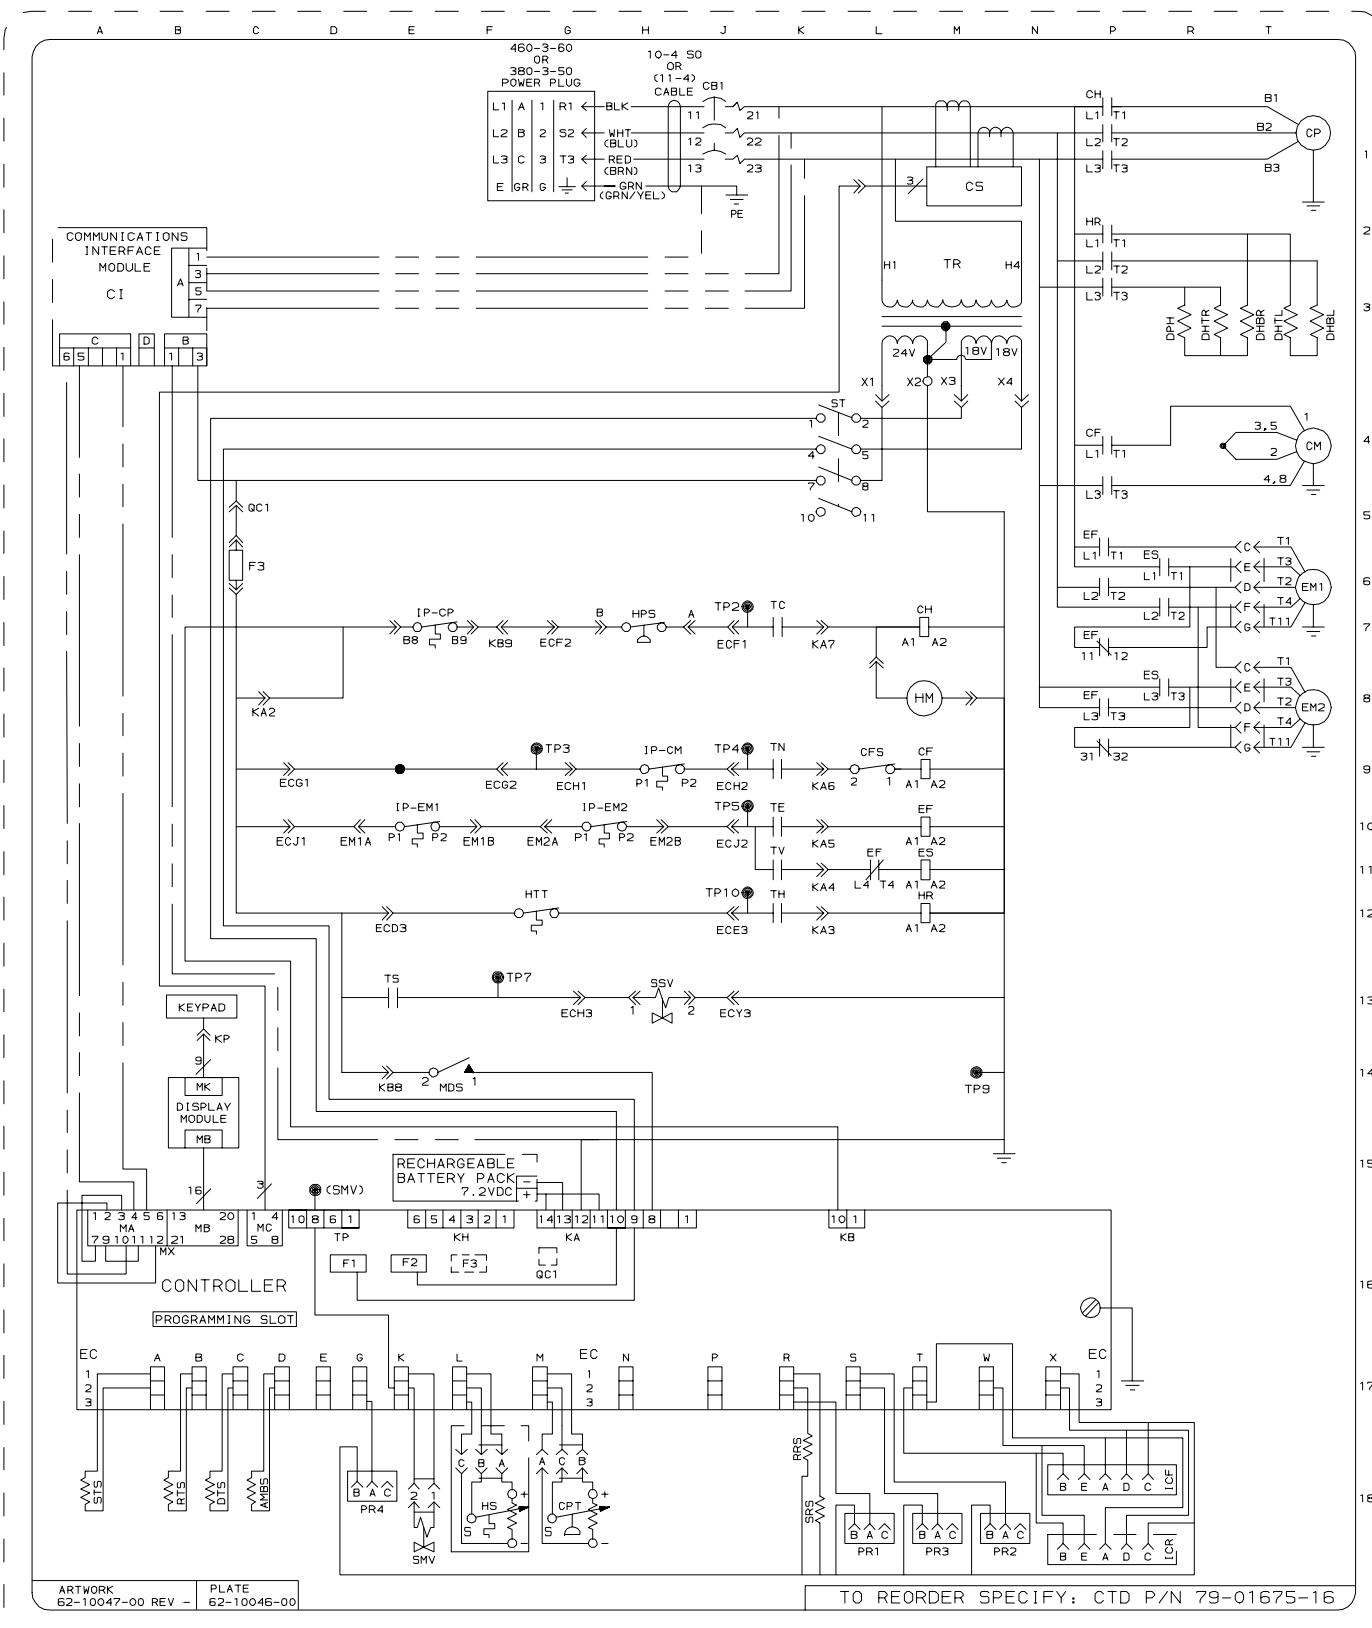 A B C D E F G H J K L M N P R T
460-3-60
OR
380-3-50
POWER PLUG
10-4 SO
OR
(11-4)
CABLE
CB1
L1 A 1 R1 BLK 11 21
L2 B 2 S2 WHT (BLU) 12 22
L3 C 3 T3 RED (BRN) 13 23
E GR G GRN (GRN/YEL) PE
CH L1 T1 B1
L2 T2 B2 CP
L3 T3 B3
1
3 CS
COMMUNICATIONS
INTERFACE
MODULE
CI
A 1 3 5 7
HR L1 T1
L2 T2
L3 T3
2
H1 TR H4
3
DPH DHTR DHBR DHTL DHBL
C D B
6 5 1 1 3
24V 18V 18V
X1 X2 X3 X4
ST
1 2
4 5
7 8
10 11
CF L1 T1
L3 T3
1
3,5
2
4,8
CM
4
QC1
5
F3
EF L1 T1
ES L1 T1
L2 T2
L2 T2
C T1
E T3
D T2
F T4
G T11
EM1
6
IP-CP B8 B9 KB9 ECF2 B HPS A TP2 ECF1 TC KA7 CH A1 A2
EF 11 12
7
KA2 HM
ES L3 T3
EF L3 T3
31 32
C T1
E T3
D T2
F T4
G T11
EM2
8
ECG1 ECG2 TP3 ECH1 IP-CM P1 P2 TP4 ECH2 TN KA6 CFS 2 1 CF A1 A2
9
ECJ1 EM1A IP-EM1 P1 P2 EM1B EM2A IP-EM2 P1 P2 EM2B TP5 ECJ2 TE KA5 EF A1 A2
10
TV KA4 EF L4 T4 ES A1 A2
11
ECD3 HTT TP10 ECE3 TH KA3 HR A1 A2
12
TS TP7 ECH3 1 SSV 2 ECY3
13
KEYPAD
KP
9
MK
DISPLAY
MODULE
MB
KB8 2 MDS 1
TP9
14
16 3
(SMV)
RECHARGEABLE
BATTERY PACK
7.2VDC
-
+
15
1 2 3 4 5 6 13 20
MA MB
7 9 10 11 12 21 28
MX
1 4
MC
5 8
10 8 6 1
TP
6 5 4 3 2 1
KH
14 13 12 11 10 9 8 1
KA
10 1
KB
F1 F2 F3 QC1
CONTROLLER
PROGRAMMING SLOT
16
EC A B C D E G K L M EC N P R S T W X EC
1
2
3
1
2
3
1
2
3
17
STS RTS DTS AMBS
B A C
PR4
2 1
SMV
C B A
HS
S + -
A C B
CPT
S + -
RRS
SRS
B A C
PR1
B A C
PR3
B A C
PR2
B E A D C ICF
B E A D C ICR
18
ARTWORK
62-10047-00 REV -
PLATE
62-10046-00
TO REORDER SPECIFY: CTD P/N 79-01675-16